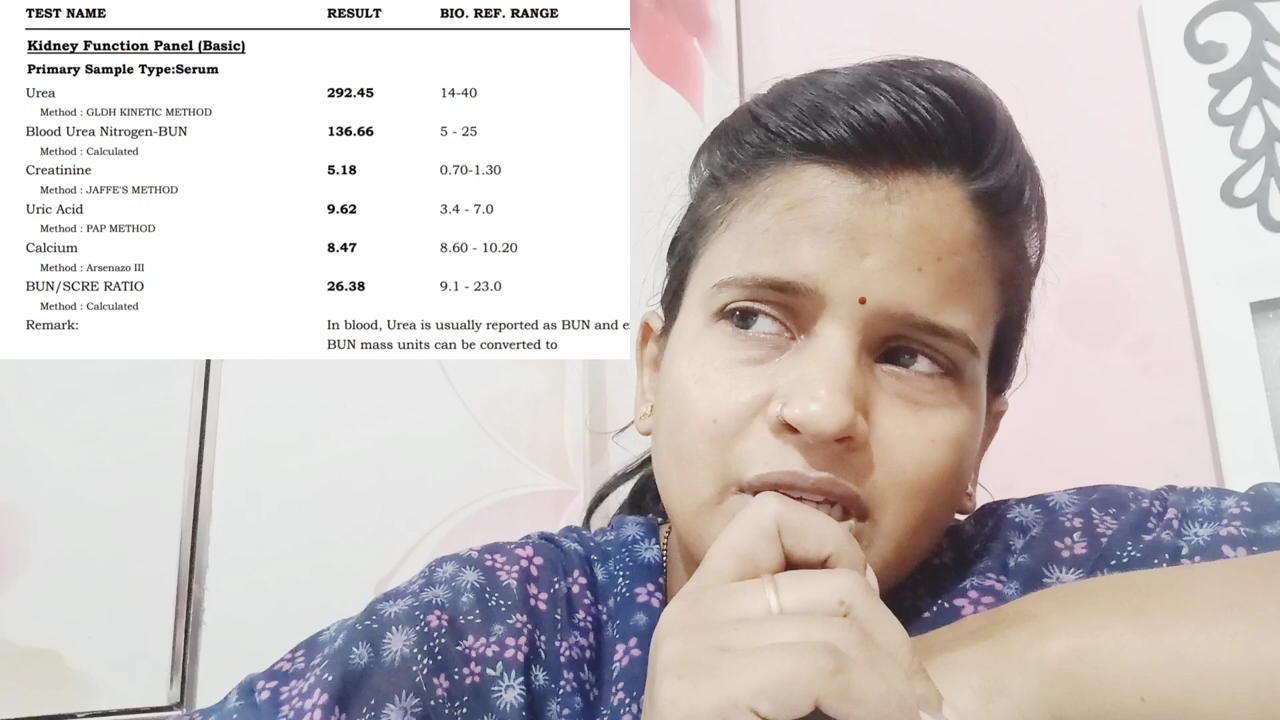 TEST NAME RESULT BIO. REF. RANGE
Kidney Function Panel (Basic)
Primary Sample Type:Serum
Urea 292.45 14-40
Method : GLDH KINETIC METHOD
Blood Urea Nitrogen-BUN 136.66 5 - 25
Method : Calculated
Creatinine 5.18 0.70-1.30
Method : JAFFE'S METHOD
Uric Acid 9.62 3.4 - 7.0
Method : PAP METHOD
Calcium 8.47 8.60 - 10.20
Method : Arsenazo III
BUN/SCRE RATIO 26.38 9.1 - 23.0
Method : Calculated
Remark: In blood, Urea is usually reported as BUN and
BUN mass units can be converted to